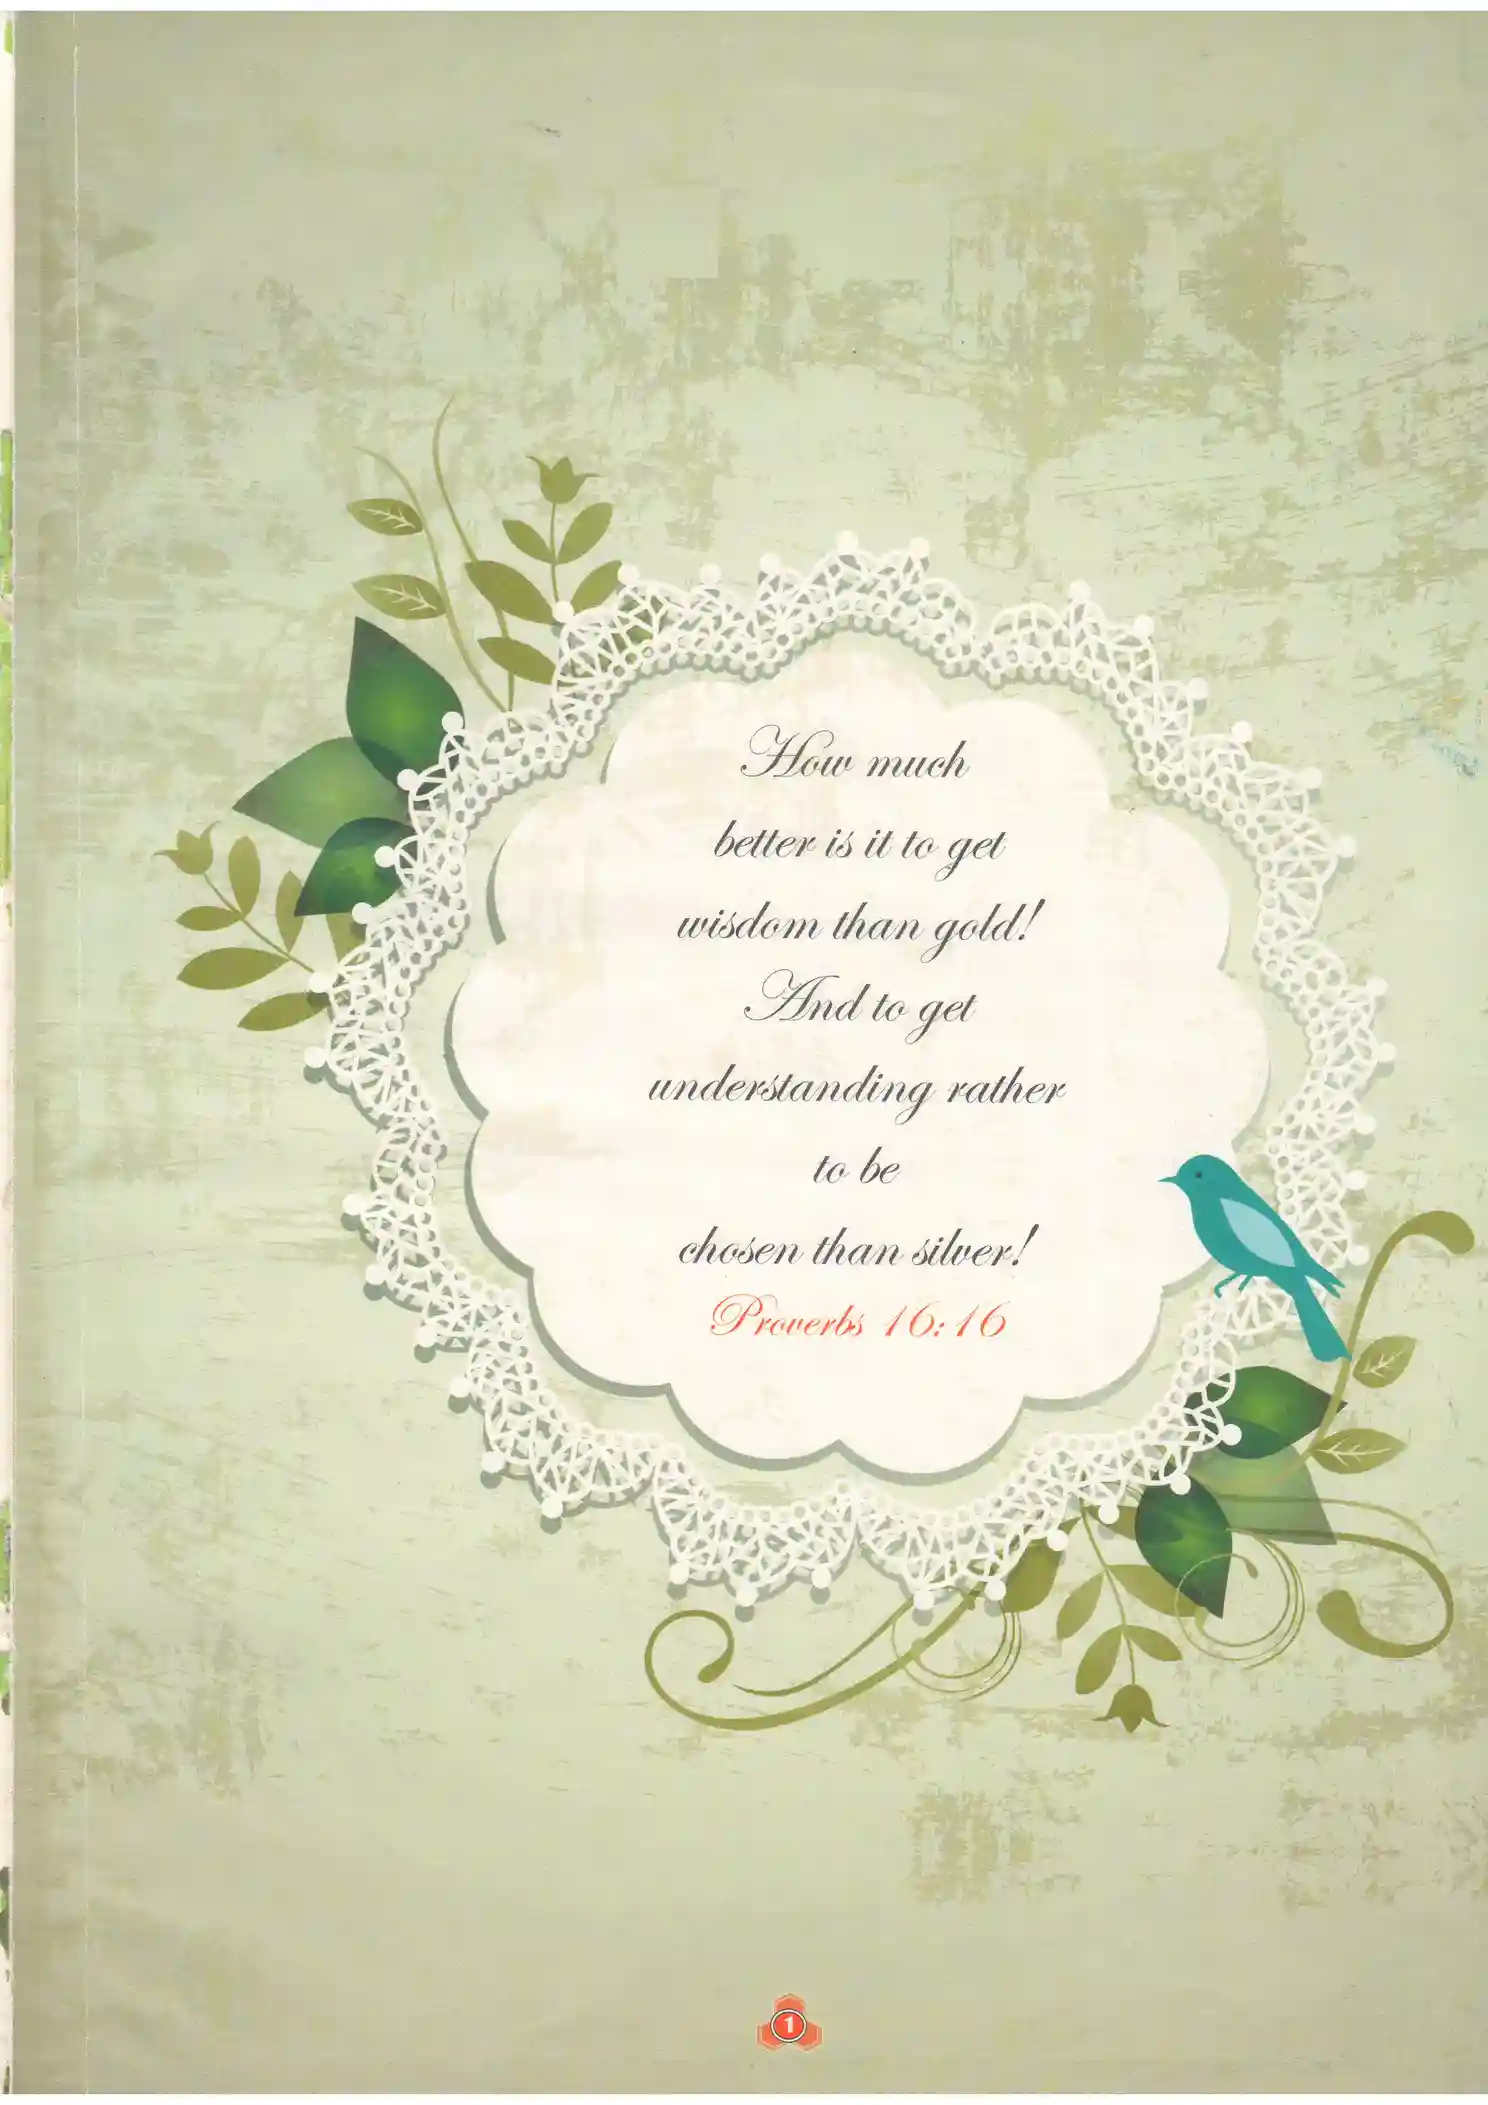 How much
better is it to get
wisdom than gold!
And to get
understanding rather
to be
chosen than silver!
Proverbs 16:16
1